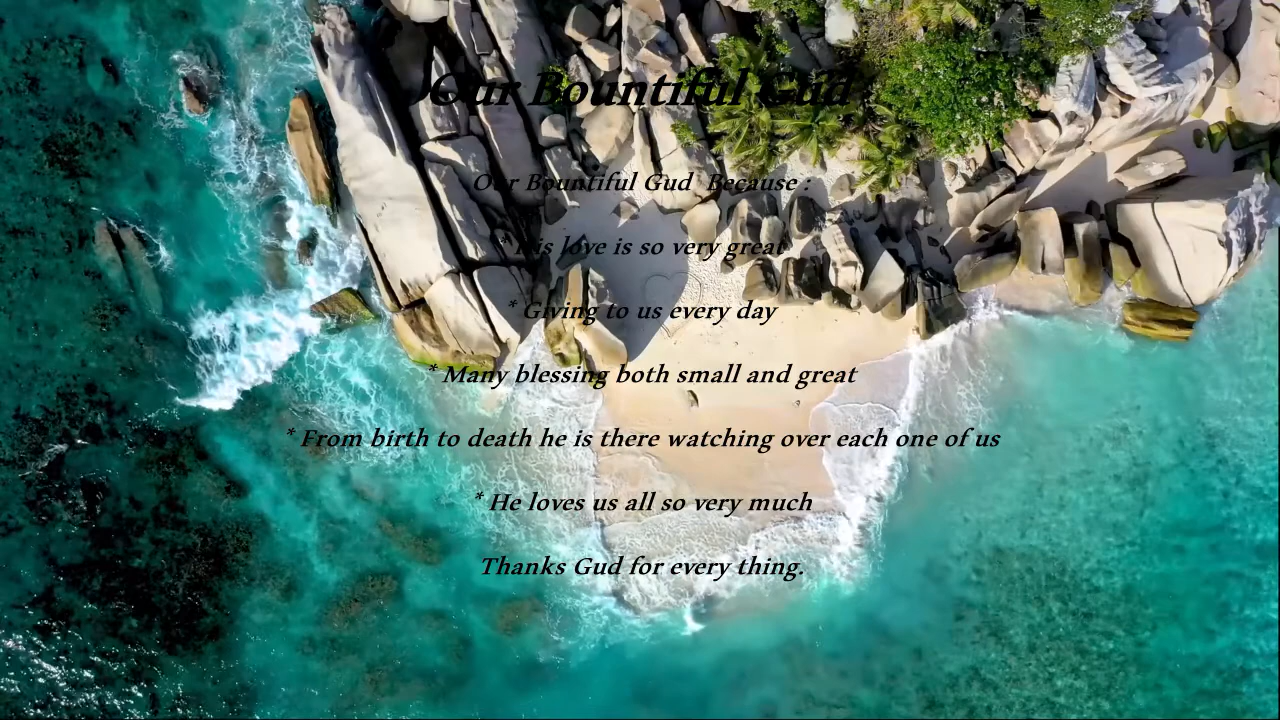 Our Bountiful Gud
Our Bountiful Gud Because :
* His love is so very great
* Giving to us every day
* Many blessing both small and great
* From birth to death he is there watching over each one of us
* He loves us all so very much
Thanks Gud for every thing.